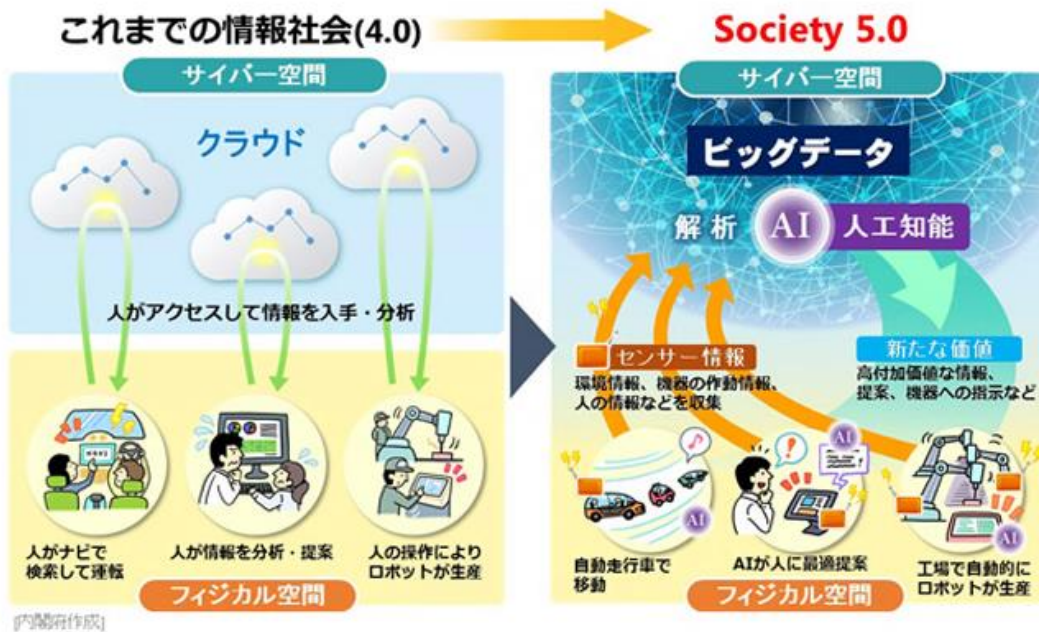 これまでの情報社会(4.0)
Society 5.0
サイバー空間
クラウド
人がアクセスして情報を入手・分析
人がナビで
検索して運転
人が情報を分析・提案
人の操作により
ロボットが生産
フィジカル空間
サイバー空間
ビッグデータ
解析
AI
人工知能
センサー情報
環境情報、機器の作動情報、
人の情報などを収集
新たな価値
高付加価値な情報、
提案、機器への指示など
AI
AI
AI
自動走行車で
移動
AIが人に最適提案
工場で自動的に
ロボットが生産
フィジカル空間
[内閣府作成]